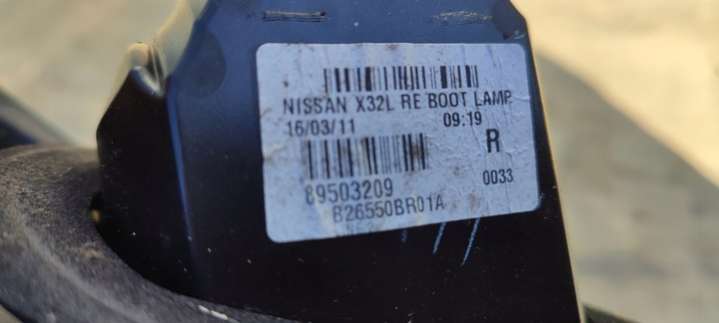 NISSAN X32L RE BOOT LAMP
16/03/11 09:19
R
89503209 0033
B26550BR01A